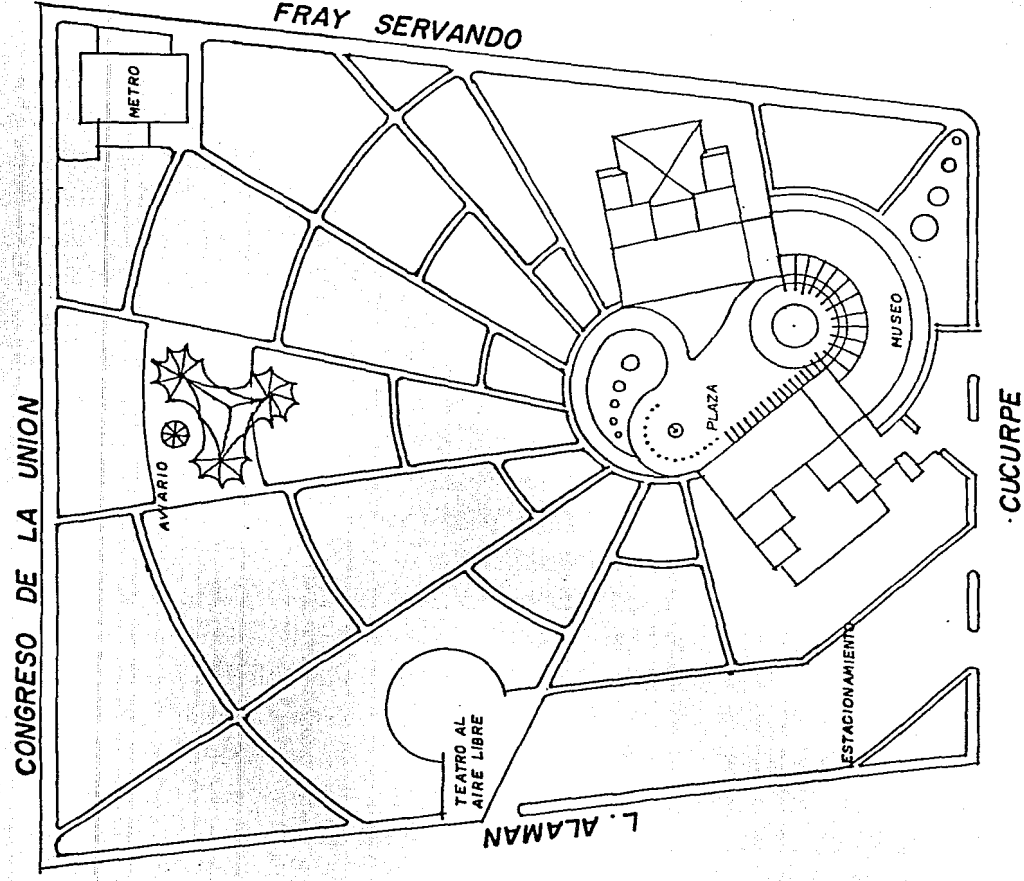 FRAY SERVANDO
METRO
CONGRESO DE LA UNION
AVIARIO
MUSEO
PLAZA
·CUCURPE
TEATRO AL
AIRE LIBRE
ESTACIONAMIENTO
L. ALAMAN